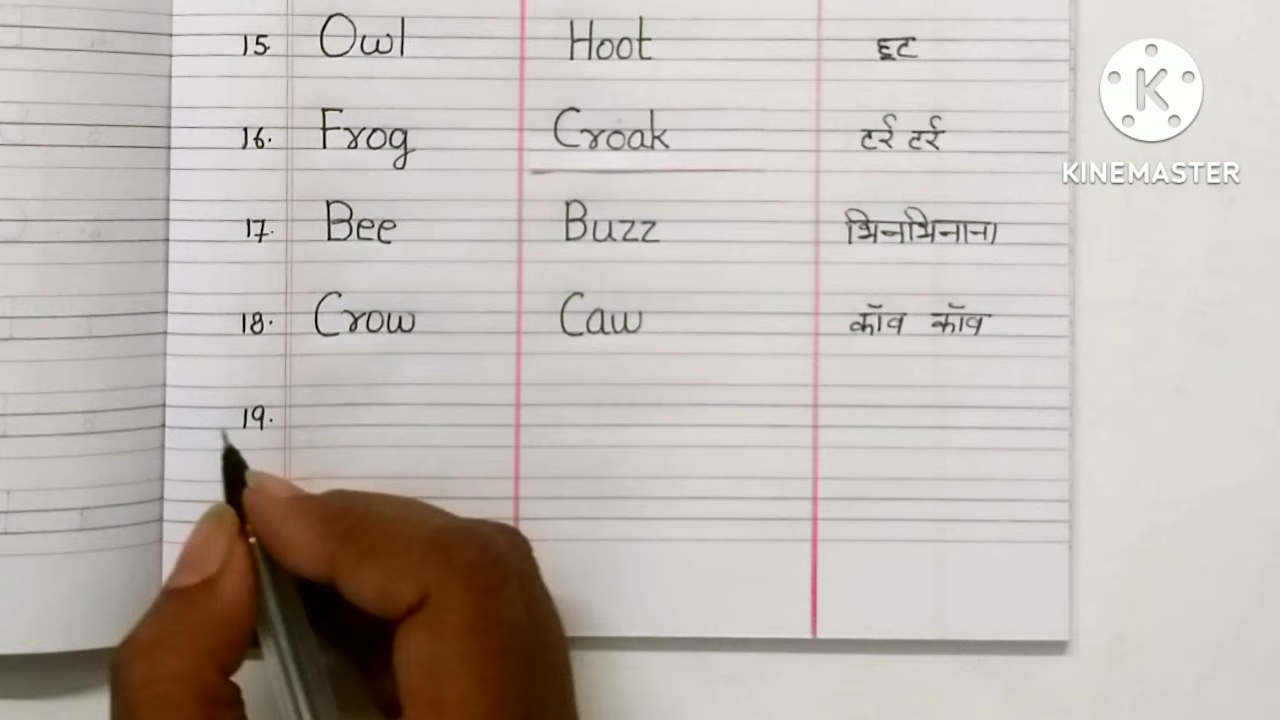 15. Owl Hoot हूट
16. Frog Croak टर्र टर्र
17. Bee Buzz भिनभिनाना
18. Crow Caw कॉव कॉव
19.
K
KINEMASTER